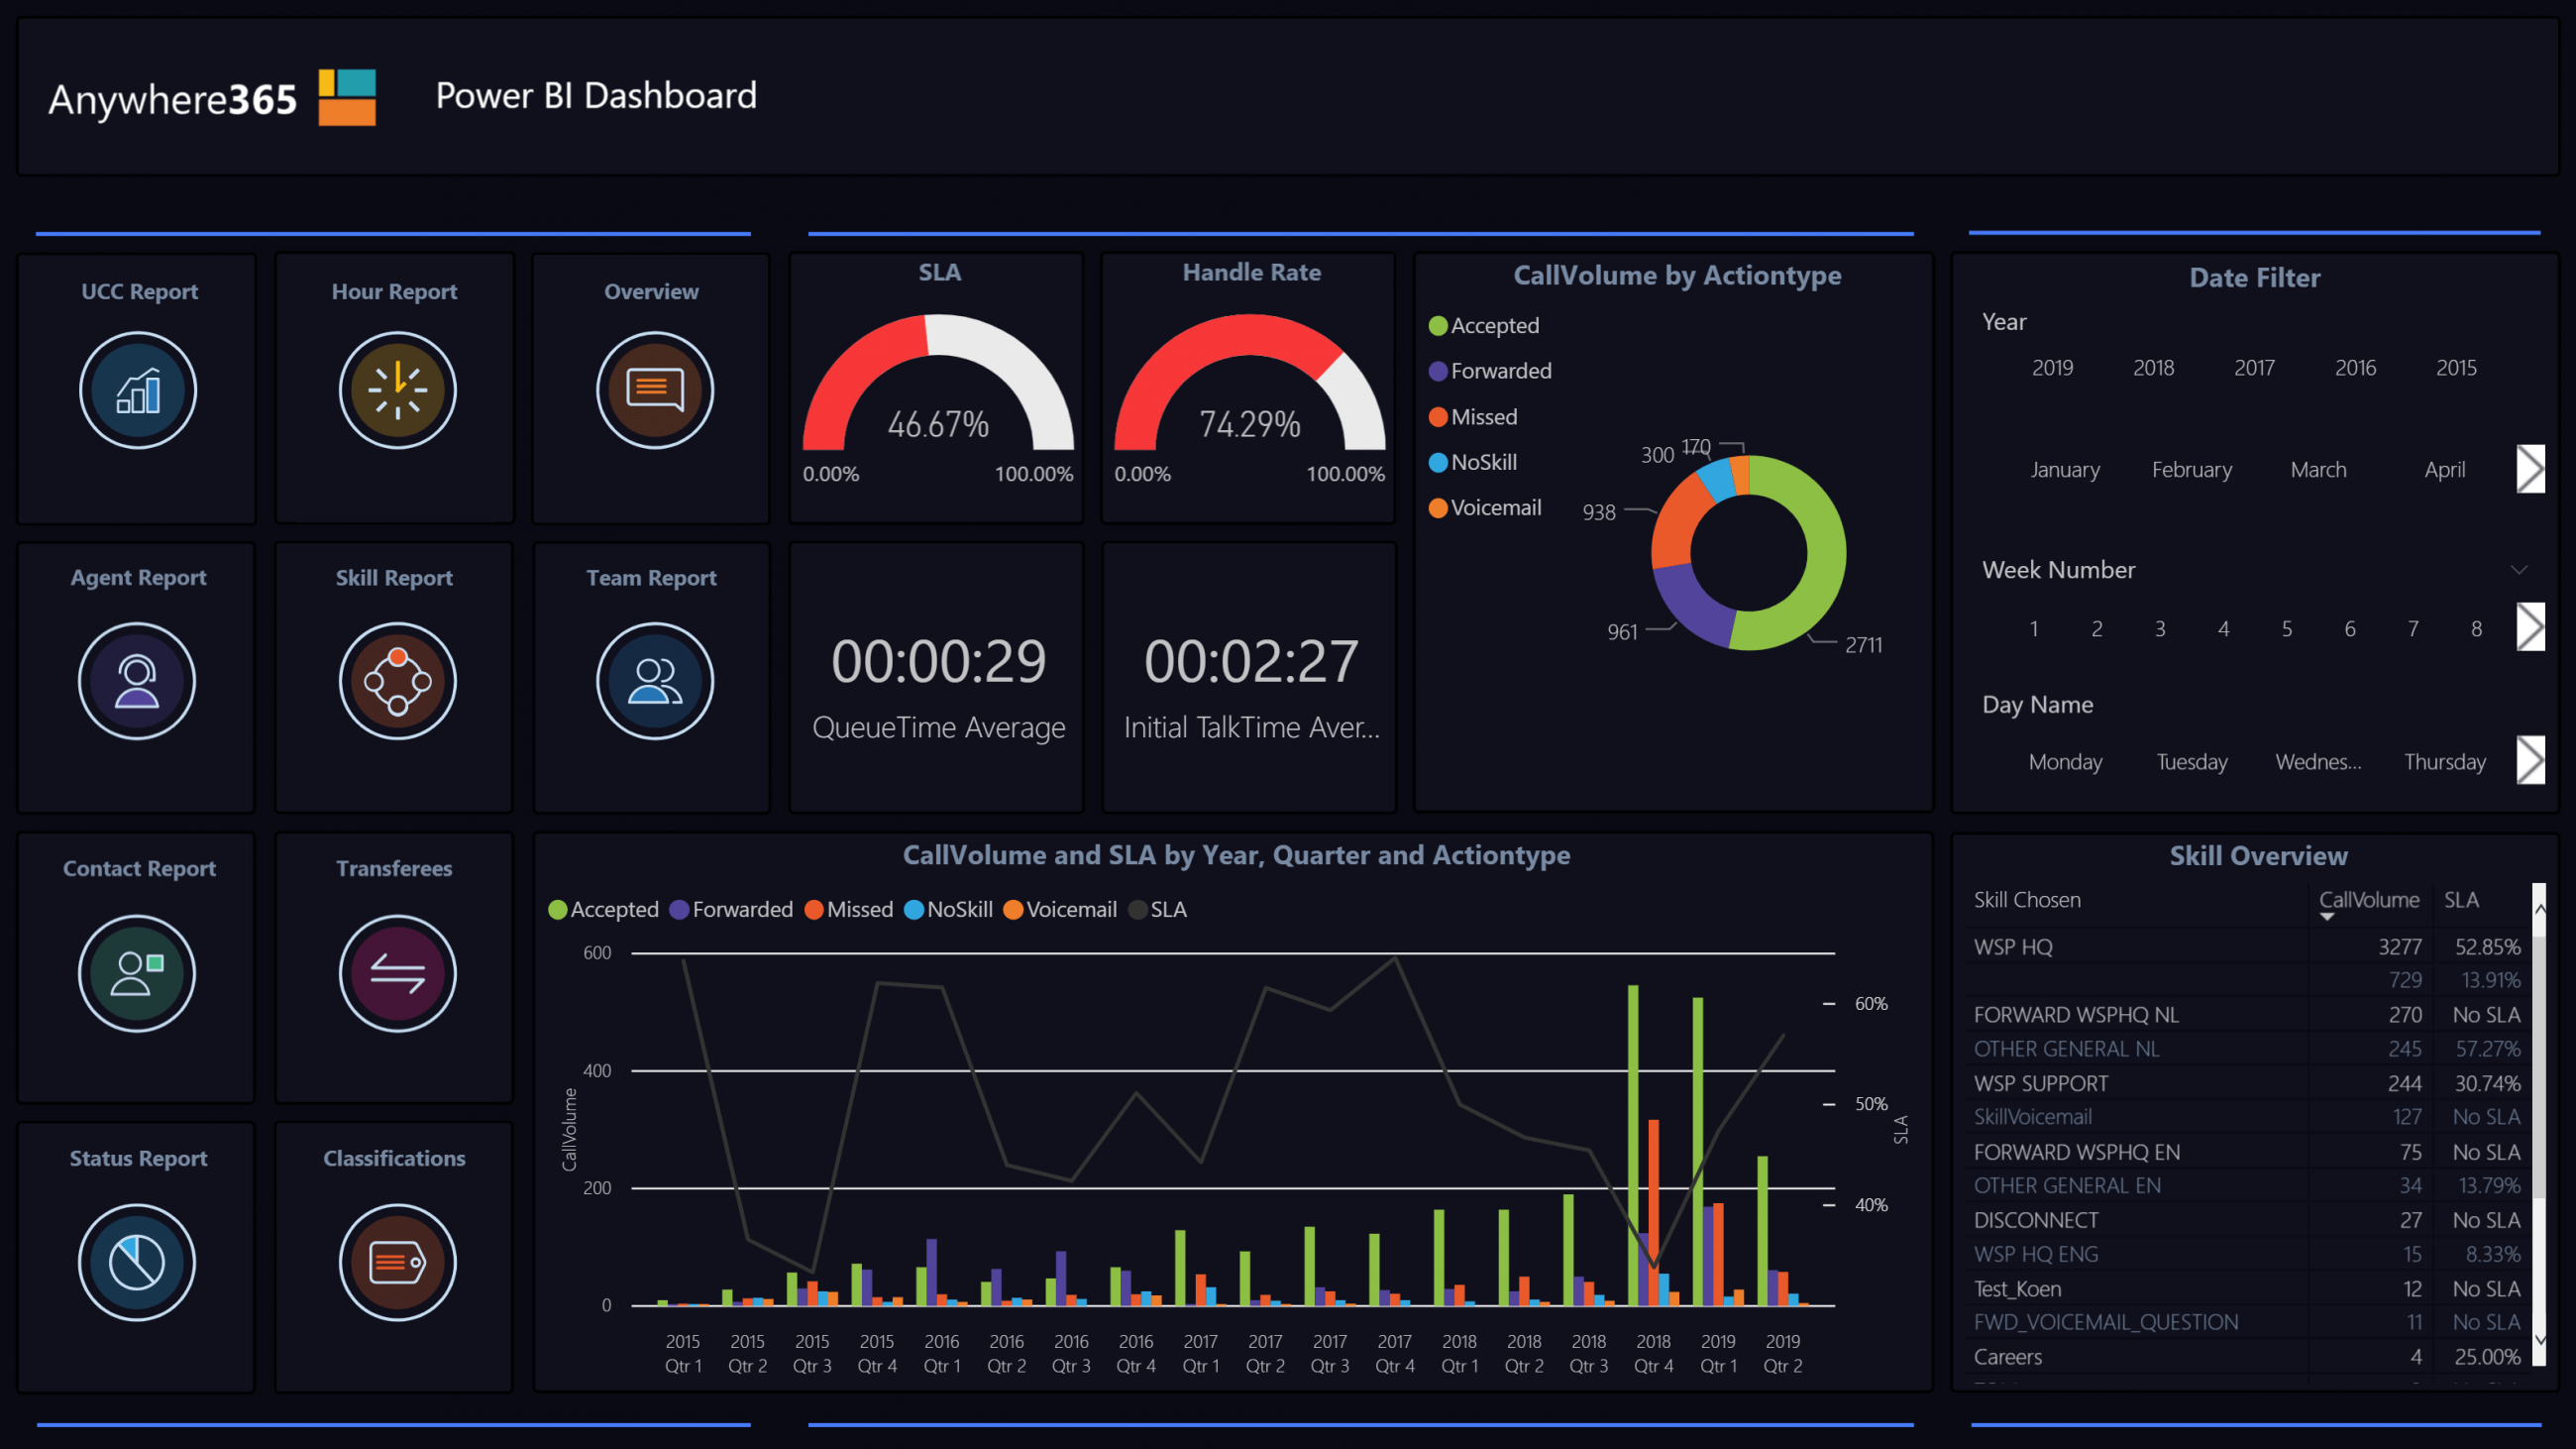 Anywhere365
Power BI Dashboard
UCC Report
Hour Report
Overview
Agent Report
Skill Report
Team Report
Contact Report
Transferees
Status Report
Classifications
SLA
46.67%
0.00% 100.00%
Handle Rate
74.29%
0.00% 100.00%
00:00:29
QueueTime Average
00:02:27
Initial TalkTime Aver...
CallVolume by Actiontype
Accepted
Forwarded
Missed
NoSkill
Voicemail
170
300
938
961
2711
Date Filter
Year
2019 2018 2017 2016 2015
January February March April
Week Number
1 2 3 4 5 6 7 8
Day Name
Monday Tuesday Wednes... Thursday
CallVolume and SLA by Year, Quarter and Actiontype
Accepted Forwarded Missed NoSkill Voicemail SLA
600
400
200
0
CallVolume
60%
50%
40%
SLA
2015 2015 2015 2015 2016 2016 2016 2016 2017 2017 2017 2017 2018 2018 2018 2018 2019 2019
Qtr 1 Qtr 2 Qtr 3 Qtr 4 Qtr 1 Qtr 2 Qtr 3 Qtr 4 Qtr 1 Qtr 2 Qtr 3 Qtr 4 Qtr 1 Qtr 2 Qtr 3 Qtr 4 Qtr 1 Qtr 2
Skill Overview
Skill Chosen CallVolume SLA
WSP HQ 3277 52.85%
729 13.91%
FORWARD WSPHQ NL 270 No SLA
OTHER GENERAL NL 245 57.27%
WSP SUPPORT 244 30.74%
SkillVoicemail 127 No SLA
FORWARD WSPHQ EN 75 No SLA
OTHER GENERAL EN 34 13.79%
DISCONNECT 27 No SLA
WSP HQ ENG 15 8.33%
Test_Koen 12 No SLA
FWD_VOICEMAIL_QUESTION 11 No SLA
Careers 4 25.00%